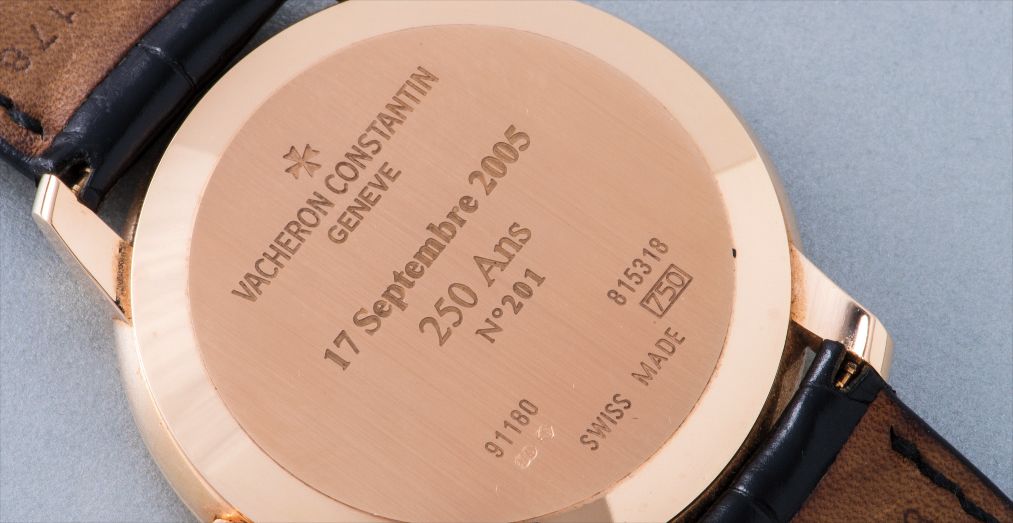 VACHERON CONSTANTIN
GENEVE
17 Septembre 2005
250 Ans
N°201
815318
750
91180
SWISS MADE